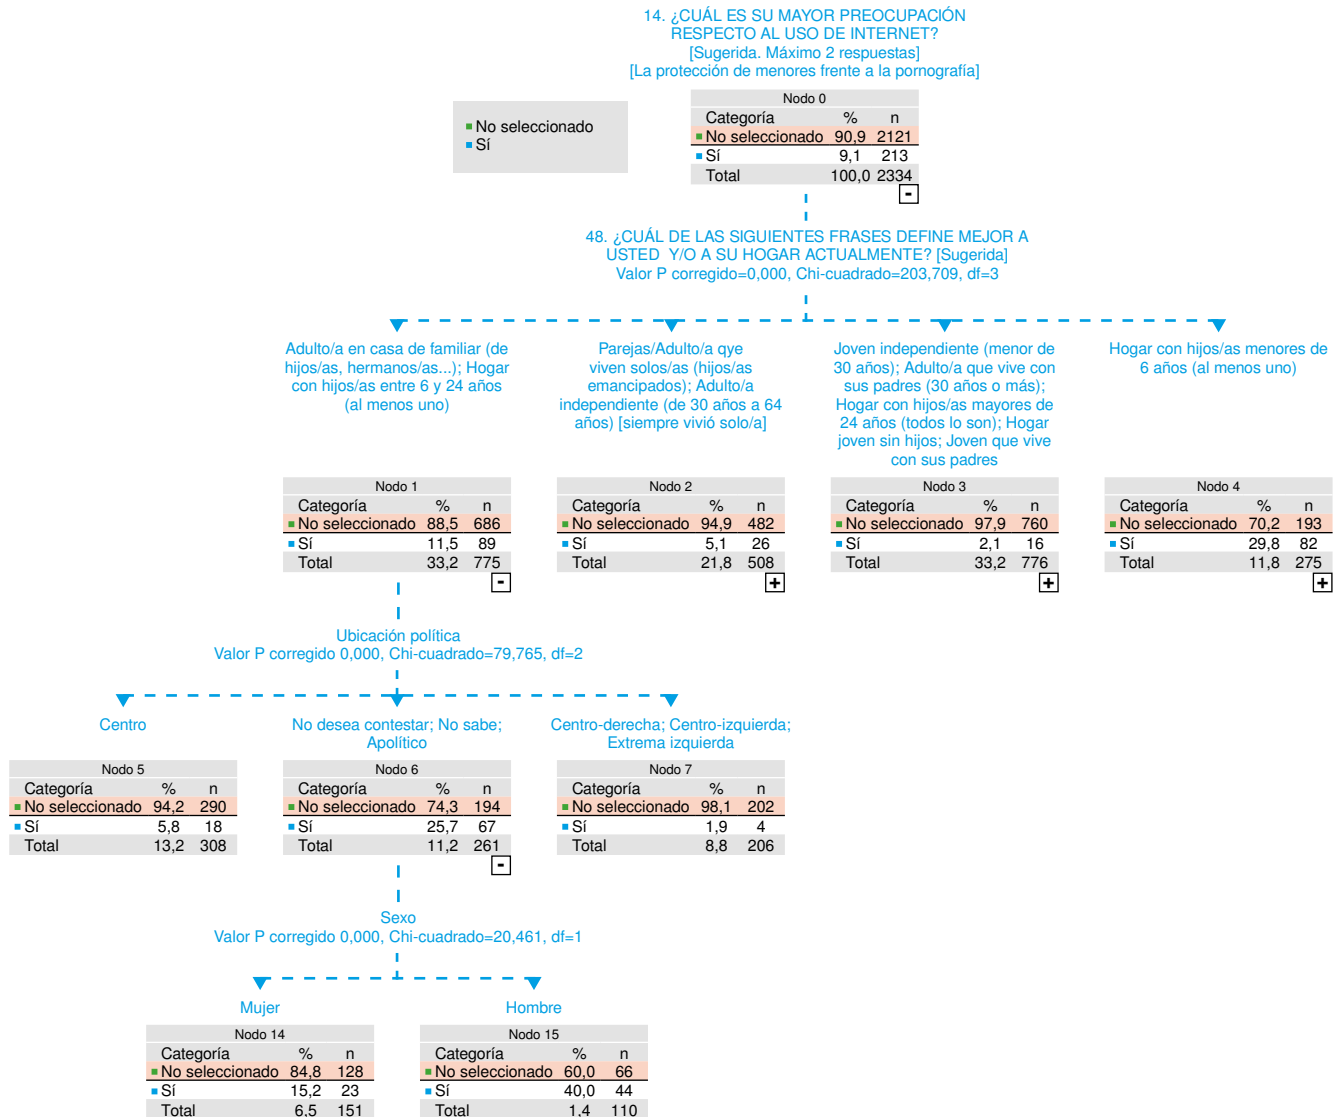 14. ¿CUÁL ES SU MAYOR PREOCUPACIÓN
RESPECTO AL USO DE INTERNET?
[Sugerida. Máximo 2 respuestas]
[La protección de menores frente a la pornografía]
No seleccionado
Sí
Nodo 0
Categoría % n
No seleccionado 90,9 2121
Sí 9,1 213
Total 100,0 2334
-
48. ¿CUÁL DE LAS SIGUIENTES FRASES DEFINE MEJOR A
USTED Y/O A SU HOGAR ACTUALMENTE? [Sugerida]
Valor P corregido=0,000, Chi-cuadrado=203,709, df=3
Adulto/a en casa de familiar (de
hijos/as, hermanos/as...); Hogar
con hijos/as entre 6 y 24 años
(al menos uno)
Nodo 1
Categoría % n
No seleccionado 88,5 686
Sí 11,5 89
Total 33,2 775
-
Parejas/Adulto/a qye
viven solos/as (hijos/as
emancipados); Adulto/a
independiente (de 30 años a 64
años) [siempre vivió solo/a]
Nodo 2
Categoría % n
No seleccionado 94,9 482
Sí 5,1 26
Total 21,8 508
+
Joven independiente (menor de
30 años); Adulto/a que vive con
sus padres (30 años o más);
Hogar con hijos/as mayores de
24 años (todos lo son); Hogar
joven sin hijos; Joven que vive
con sus padres
Nodo 3
Categoría % n
No seleccionado 97,9 760
Sí 2,1 16
Total 33,2 776
+
Hogar con hijos/as menores de
6 años (al menos uno)
Nodo 4
Categoría % n
No seleccionado 70,2 193
Sí 29,8 82
Total 11,8 275
+
Ubicación política
Valor P corregido 0,000, Chi-cuadrado=79,765, df=2
Centro
Nodo 5
Categoría % n
No seleccionado 94,2 290
Sí 5,8 18
Total 13,2 308
No desea contestar; No sabe;
Apolítico
Nodo 6
Categoría % n
No seleccionado 74,3 194
Sí 25,7 67
Total 11,2 261
-
Centro-derecha; Centro-izquierda;
Extrema izquierda
Nodo 7
Categoría % n
No seleccionado 98,1 202
Sí 1,9 4
Total 8,8 206
Sexo
Valor P corregido 0,000, Chi-cuadrado=20,461, df=1
Mujer
Nodo 14
Categoría % n
No seleccionado 84,8 128
Sí 15,2 23
Total 6,5 151
Hombre
Nodo 15
Categoría % n
No seleccionado 60,0 66
Sí 40,0 44
Total 1,4 110